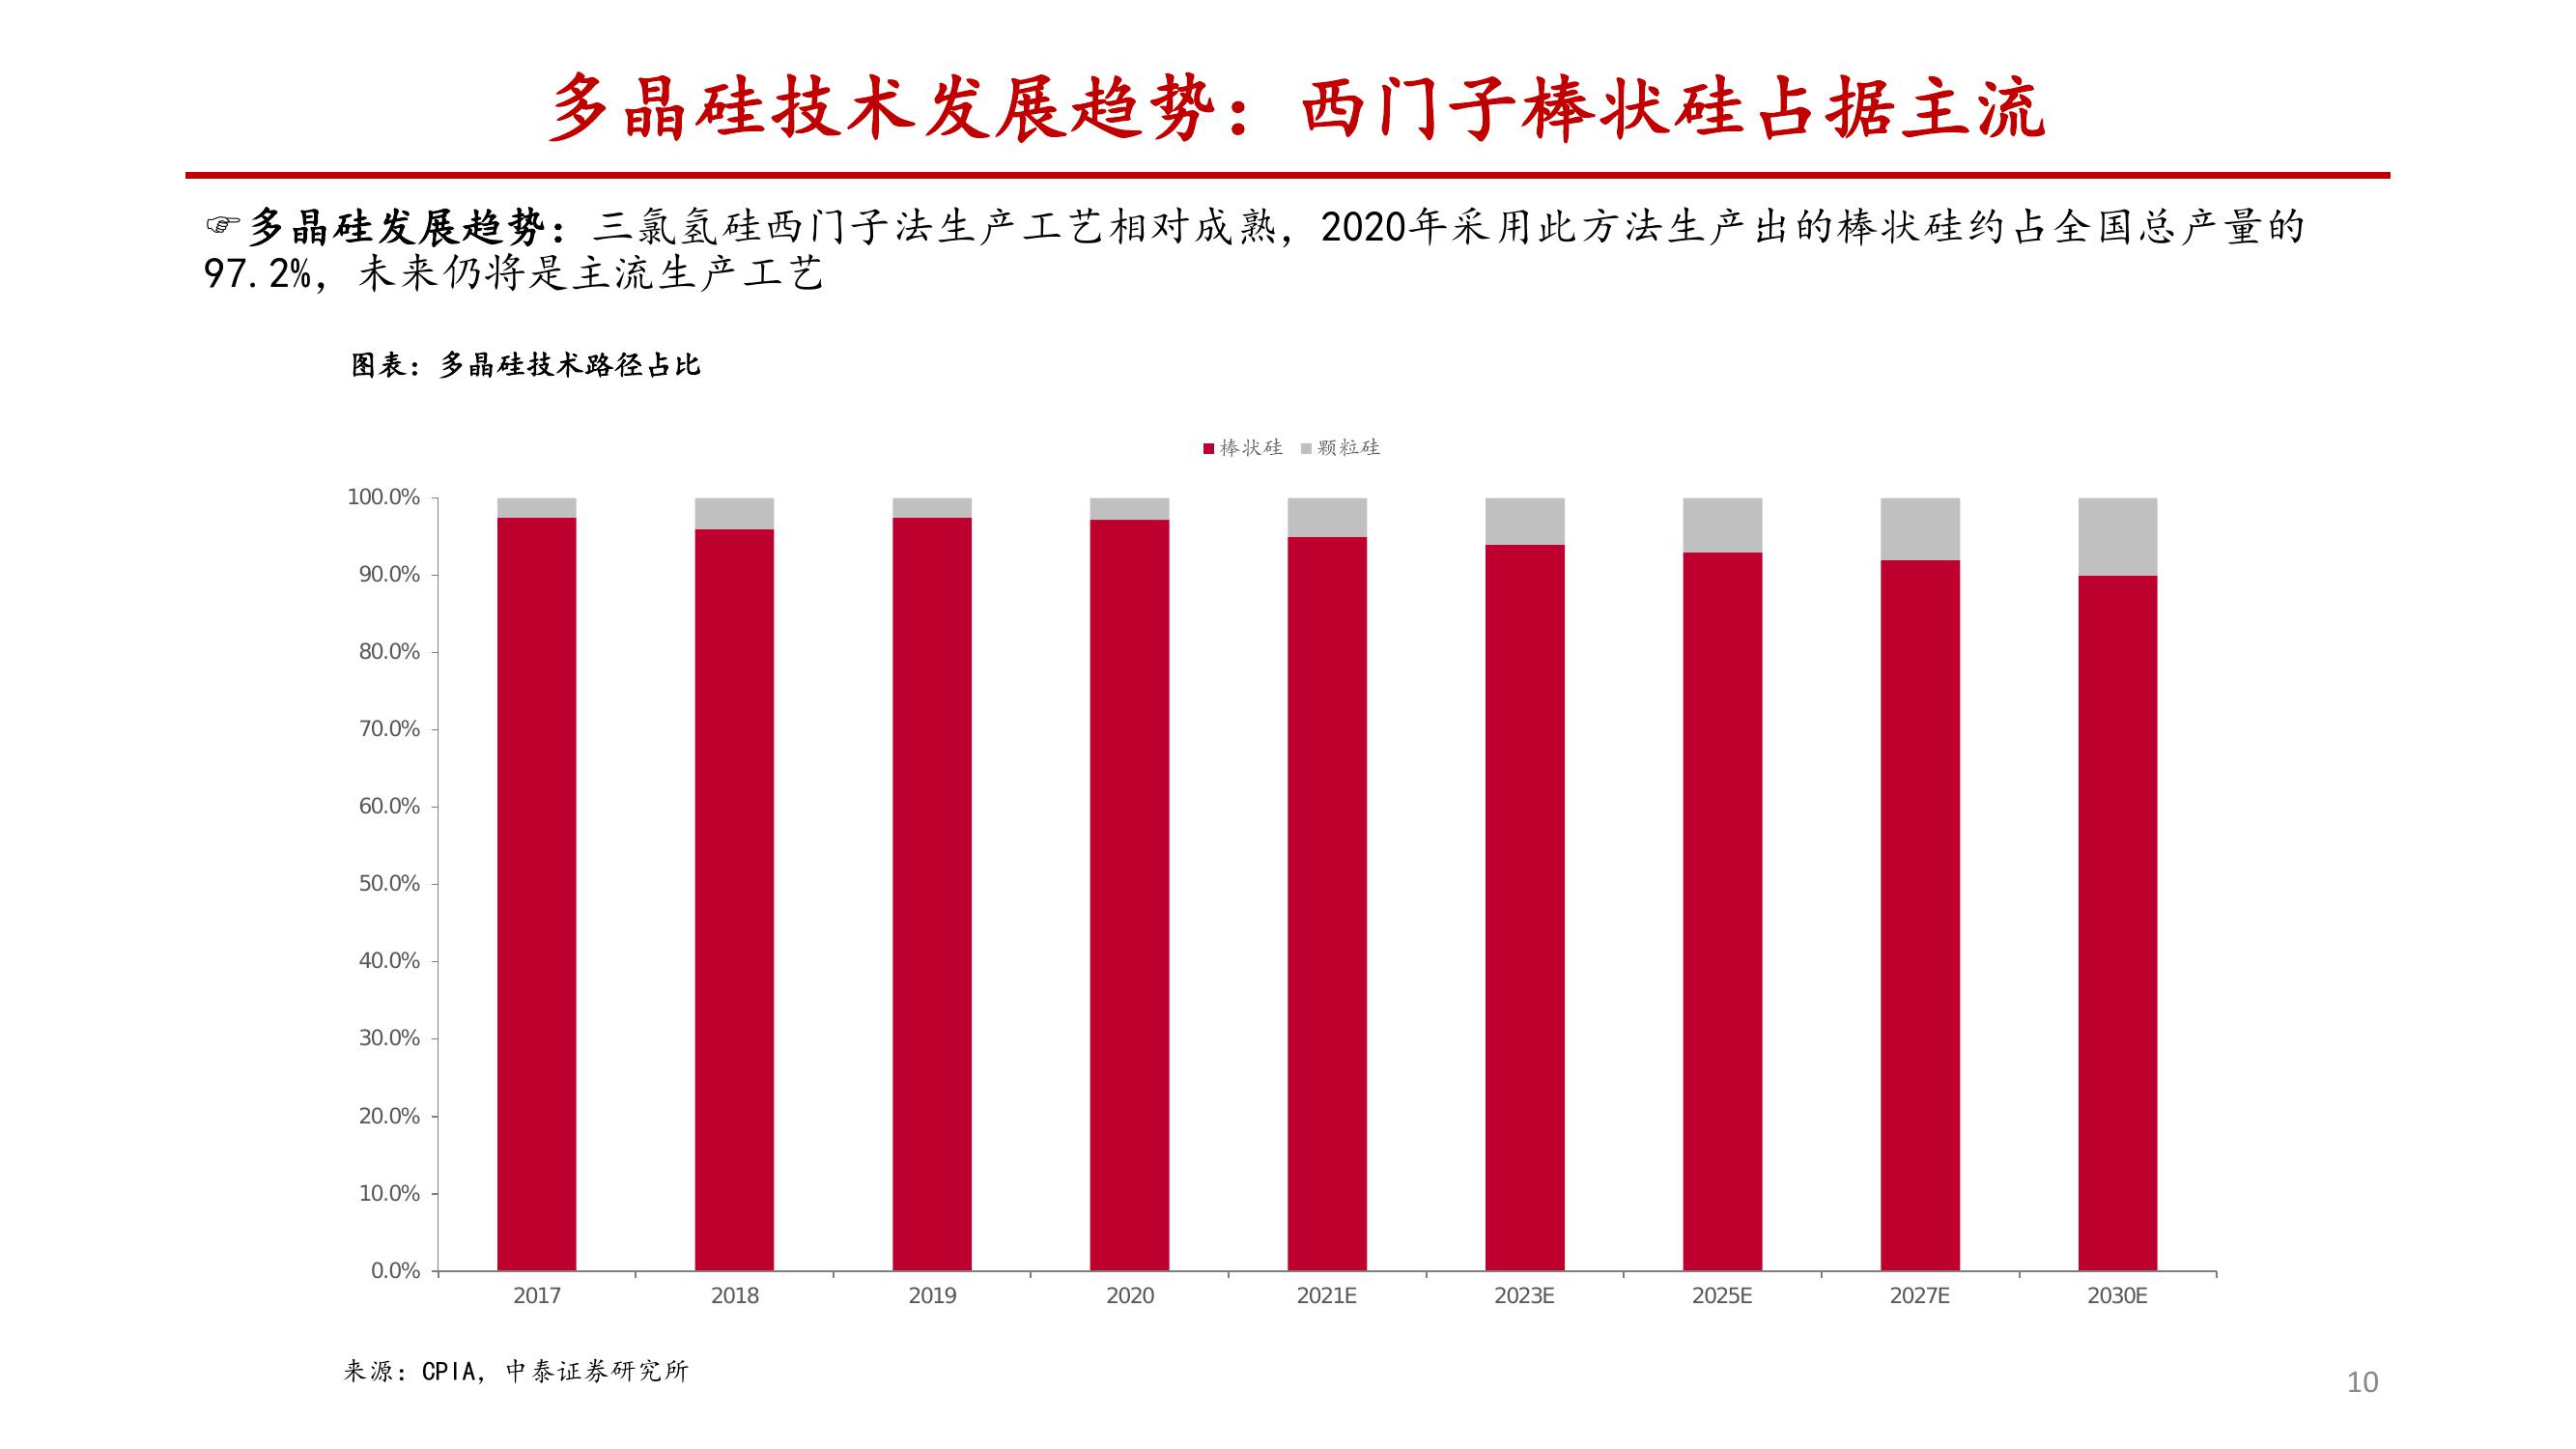 多晶硅技术发展趋势：西门子棒状硅占据主流
☞多晶硅发展趋势：三氯氢硅西门子法生产工艺相对成熟，2020年采用此方法生产出的棒状硅约占全国总产量的
97.2%，未来仍将是主流生产工艺
图表：多晶硅技术路径占比
棒状硅 颗粒硅
100.0%
90.0%
80.0%
70.0%
60.0%
50.0%
40.0%
30.0%
20.0%
10.0%
0.0%
2017 2018 2019 2020 2021E 2023E 2025E 2027E 2030E
来源：CPIA，中泰证券研究所
10